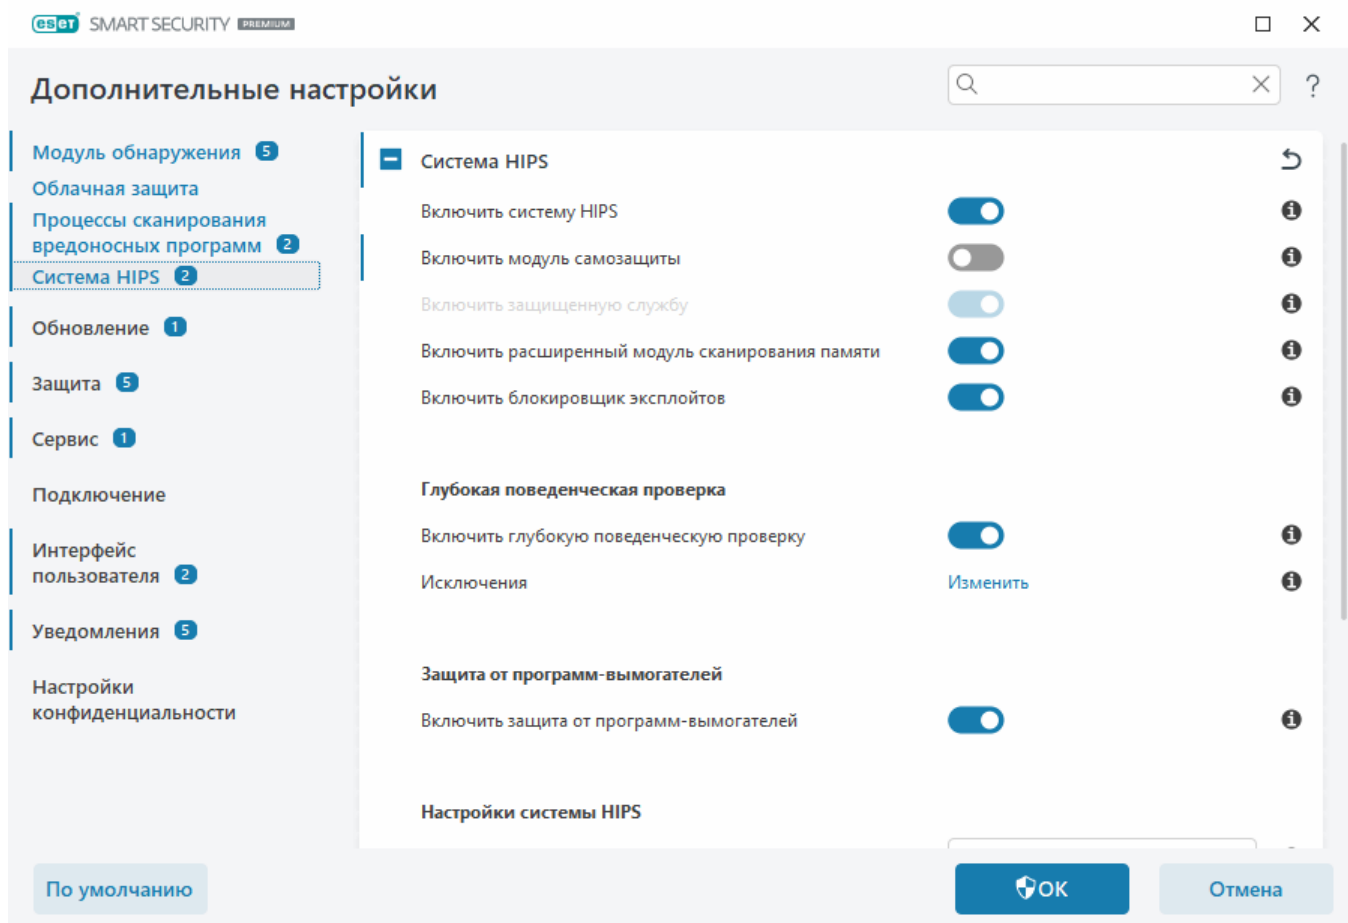 eset SMART SECURITY PREMIUM
Дополнительные настройки
?
Модуль обнаружения 5
Облачная защита
Процессы сканирования
вредоносных программ 2
Система HIPS 2
Обновление 1
Защита 5
Сервис 1
Подключение
Интерфейс
пользователя 2
Уведомления 5
Настройки
конфиденциальности
Система HIPS
Включить систему HIPS
Включить модуль самозащиты
Включить защищенную службу
Включить расширенный модуль сканирования памяти
Включить блокировщик эксплойтов
Глубокая поведенческая проверка
Включить глубокую поведенческую проверку
Исключения Изменить
Защита от программ-вымогателей
Включить защита от программ-вымогателей
Настройки системы HIPS
По умолчанию
ОК
Отмена